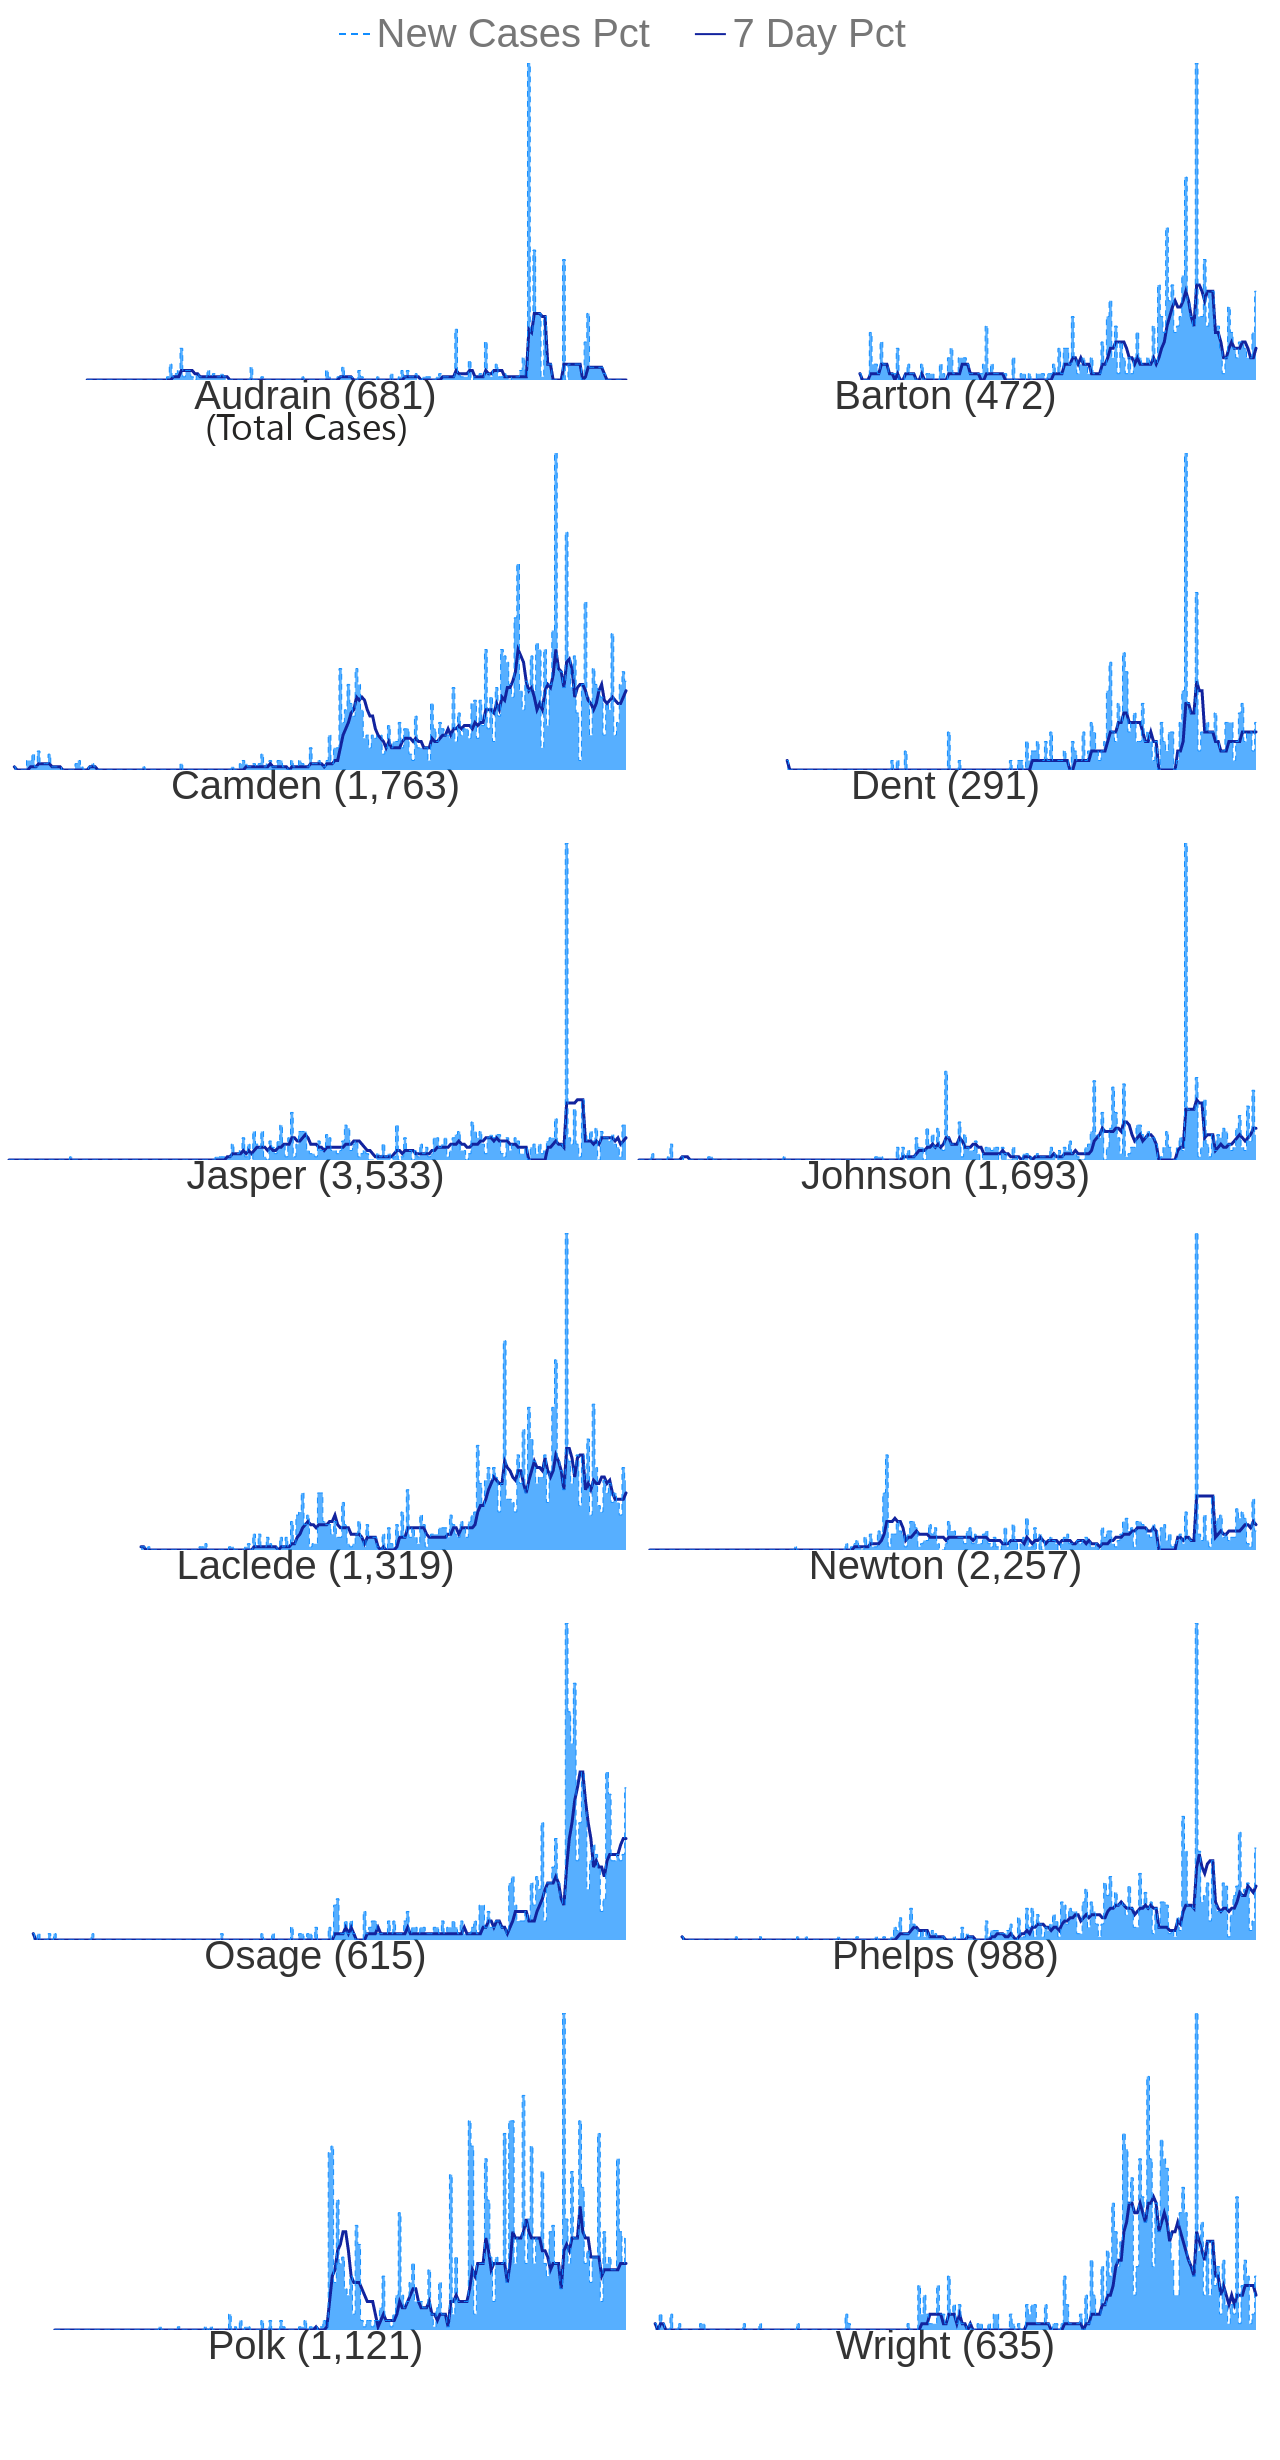 New Cases Pct 7 Day Pct
Audrain (681) Barton (472)
(Total Cases)
Camden (1,763) Dent (291)
Jasper (3,533) Johnson (1,693)
Laclede (1,319) Newton (2,257)
Osage (615) Phelps (988)
Polk (1,121) Wright (635)